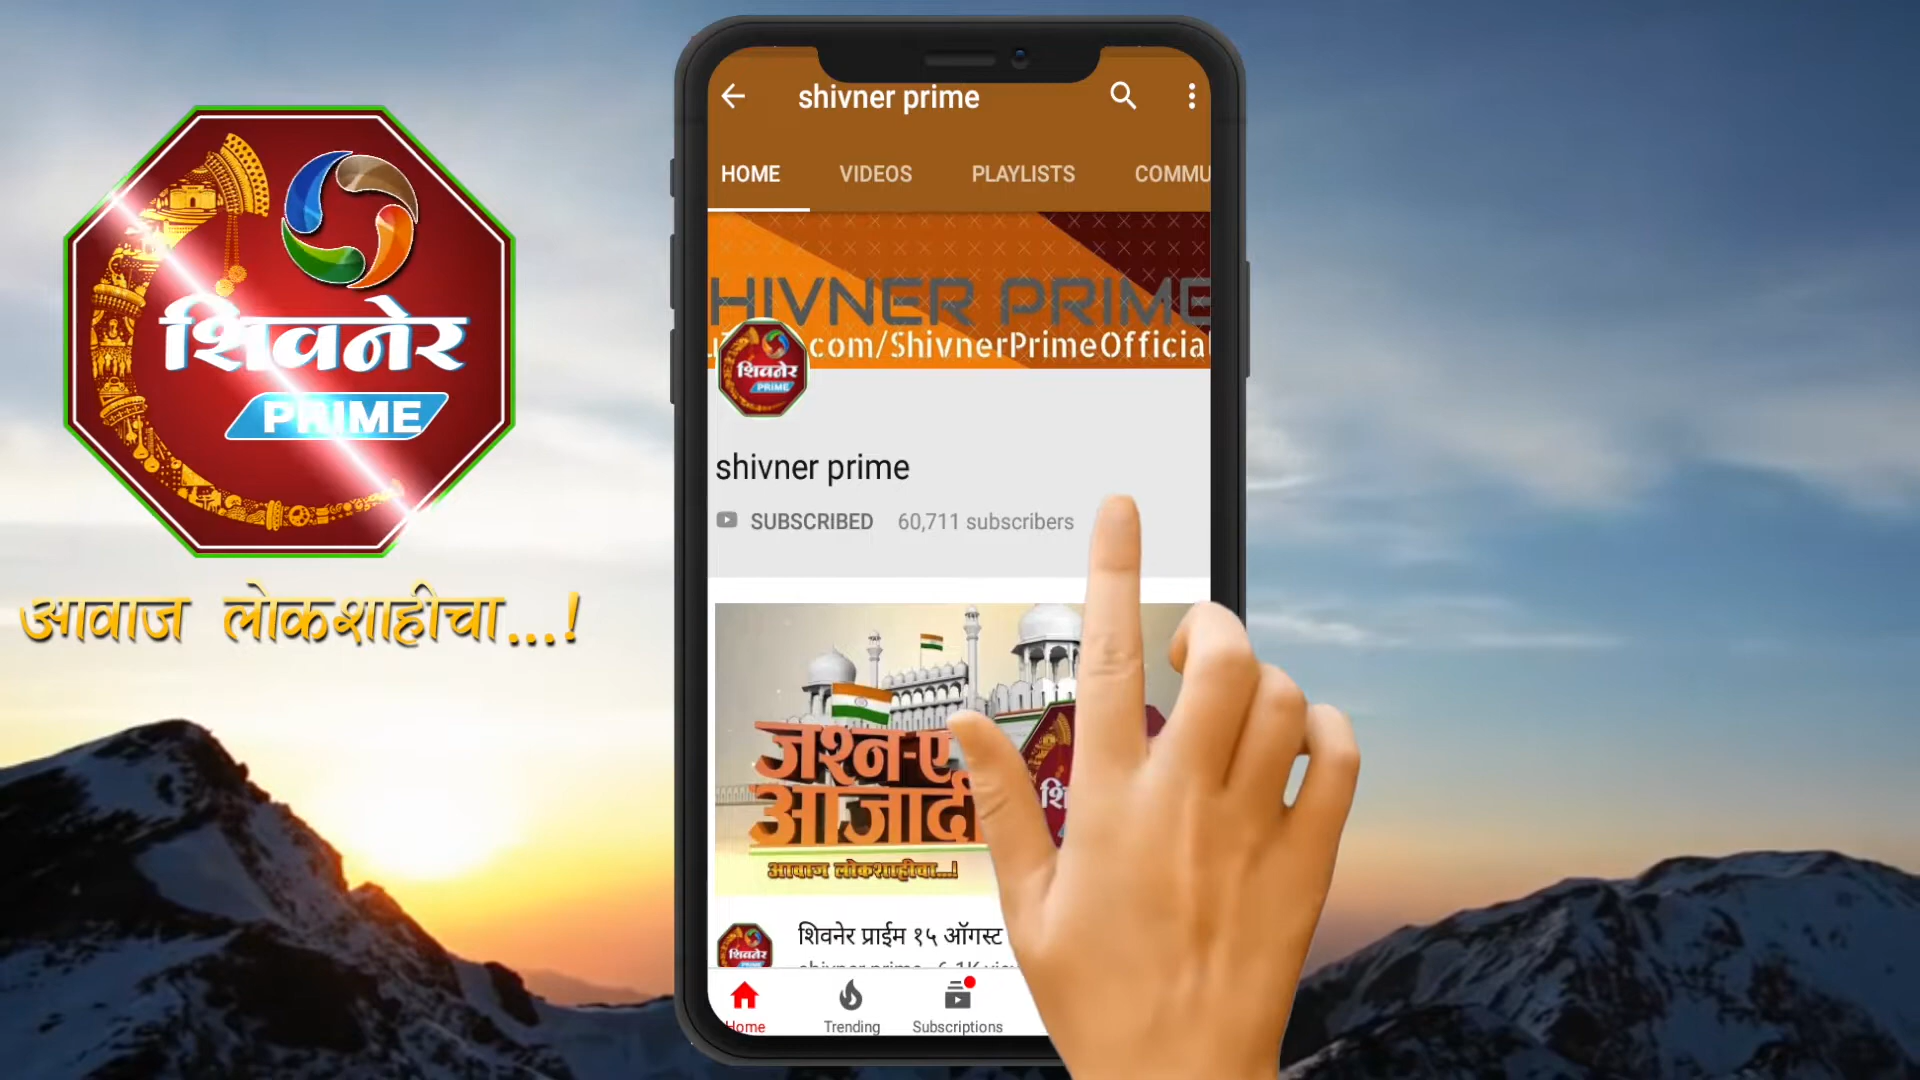 शिवनेर
PRIME
आवाज लोकशाहीचा...!
shivner prime
HOME VIDEOS PLAYLISTS COMMU
HIVNER PRIME
com/ShivnerPrimeOfficial
शिवनेर
PRIME
shivner prime
SUBSCRIBED 60,711 subscribers
जश्न-ए
आजादी
शि
आवाज लोकशाहीचा...!
शिवनेर प्राईम १५ ऑगस्ट
शिवनेर
Home Trending Subscriptions